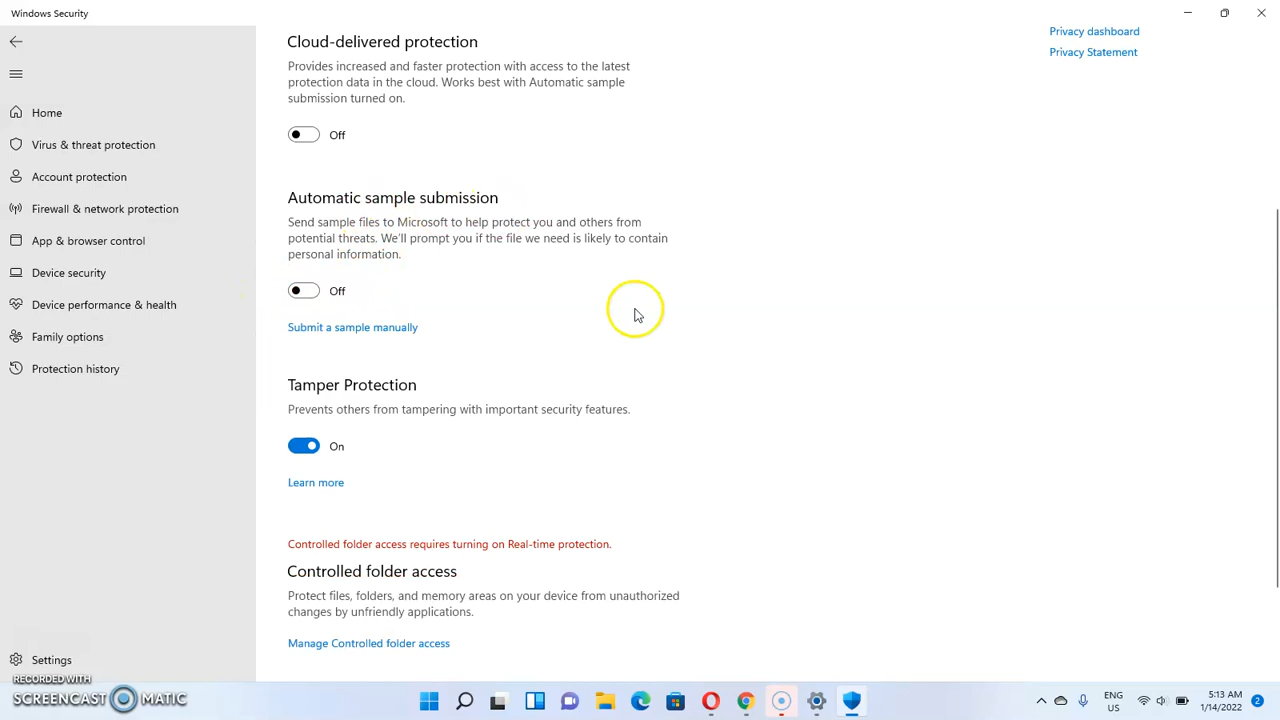 Windows Security
Privacy dashboard
Privacy Statement
Home
Virus & threat protection
Account protection
Firewall & network protection
App & browser control
Device security
Device performance & health
Family options
Protection history
Settings
Cloud-delivered protection
Provides increased and faster protection with access to the latest
protection data in the cloud. Works best with Automatic sample
submission turned on.
Off
Automatic sample submission
Send sample files to Microsoft to help protect you and others from
potential threats. We'll prompt you if the file we need is likely to contain
personal information.
Off
Submit a sample manually
Tamper Protection
Prevents others from tampering with important security features.
On
Learn more
Controlled folder access requires turning on Real-time protection.
Controlled folder access
Protect files, folders, and memory areas on your device from unauthorized
changes by unfriendly applications.
Manage Controlled folder access
RECORDED WITH
SCREENCAST MATIC
ENG
US
5:13 AM
1/14/2022
2